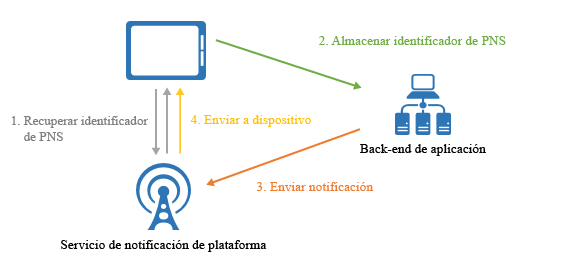 2. Almacenar identificador de PNS
1. Recuperar identificador
de PNS
4. Enviar a dispositivo
Back-end de aplicación
3. Enviar notificación
Servicio de notificación de plataforma